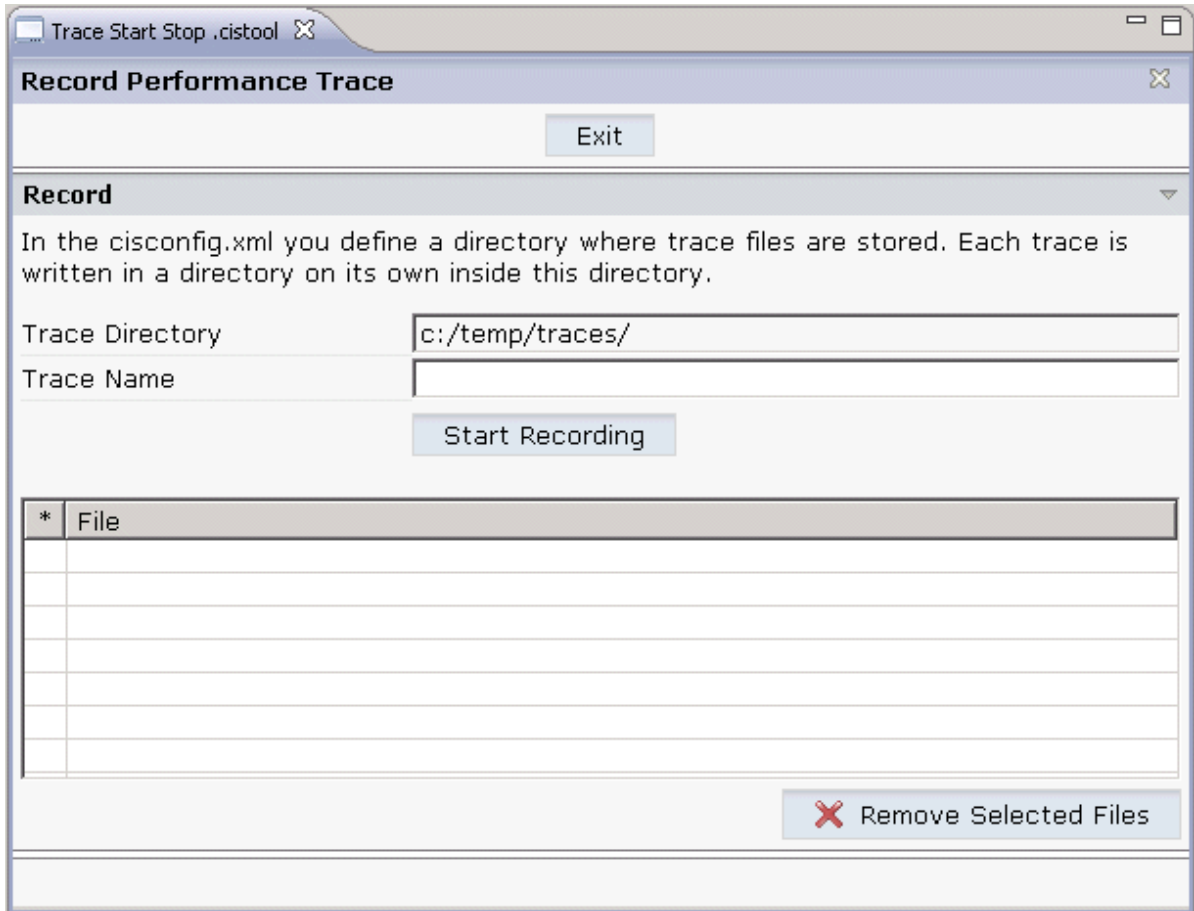 Trace Start Stop .cistool
Record Performance Trace
Exit
Record
In the cisconfig.xml you define a directory where trace files are stored. Each trace is
written in a directory on its own inside this directory.
Trace Directory c:/temp/traces/
Trace Name
Start Recording
* File
Remove Selected Files